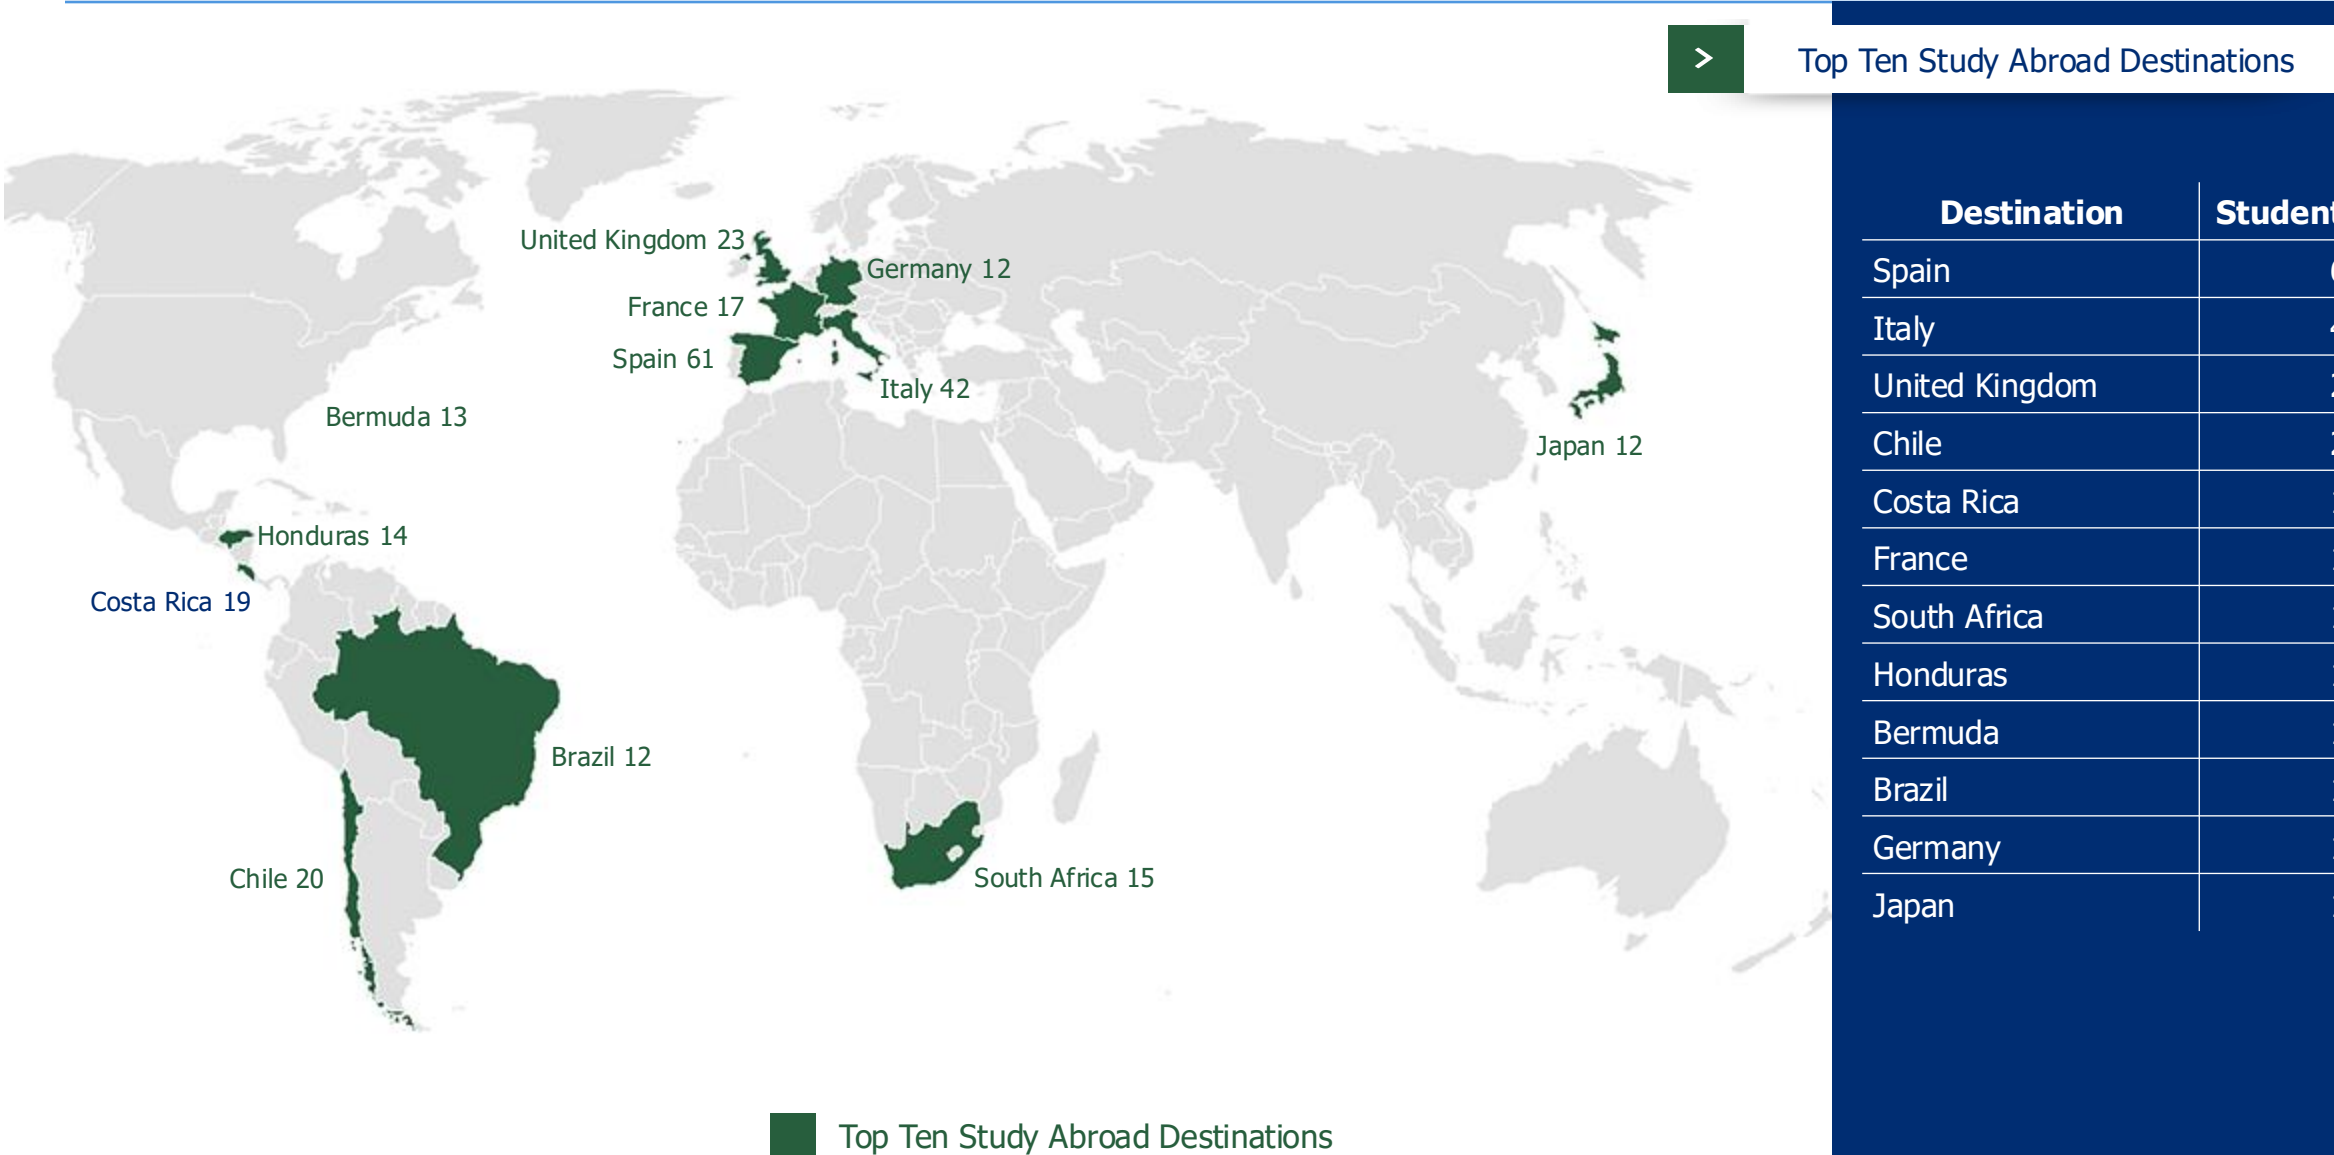 Top Ten Study Abroad Destinations
United Kingdom 23
Germany 12
France 17
Spain 61
Italy 42
Bermuda 13
Japan 12
Honduras 14
Costa Rica 19
Brazil 12
Chile 20
South Africa 15
Top Ten Study Abroad Destinations
Destination
Spain
Italy
United Kingdom
Chile
Costa Rica
France
South Africa
Honduras
Bermuda
Brazil
Germany
Japan